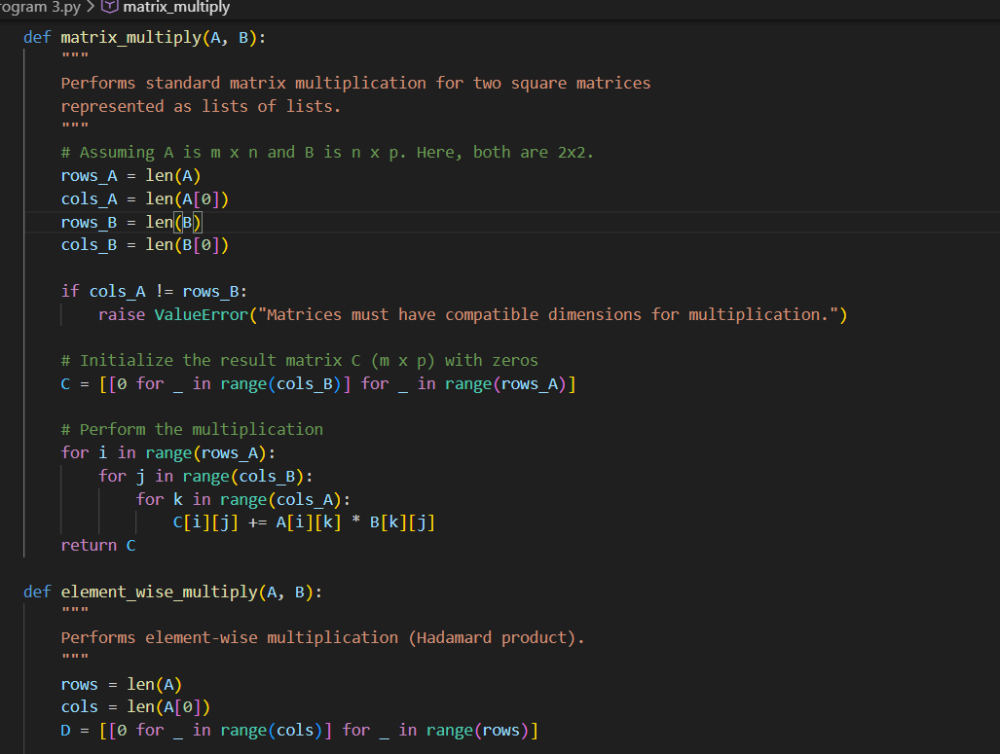 rogram 3.py > matrix_multiply
def matrix_multiply(A, B):
    """
    Performs standard matrix multiplication for two square matrices
    represented as lists of lists.
    """
    # Assuming A is m x n and B is n x p. Here, both are 2x2.
    rows_A = len(A)
    cols_A = len(A[0])
    rows_B = len(B)
    cols_B = len(B[0])

    if cols_A != rows_B:
        raise ValueError("Matrices must have compatible dimensions for multiplication.")

    # Initialize the result matrix C (m x p) with zeros
    C = [[0 for _ in range(cols_B)] for _ in range(rows_A)]

    # Perform the multiplication
    for i in range(rows_A):
        for j in range(cols_B):
            for k in range(cols_A):
                C[i][j] += A[i][k] * B[k][j]
    return C

def element_wise_multiply(A, B):
    """
    Performs element-wise multiplication (Hadamard product).
    """
    rows = len(A)
    cols = len(A[0])
    D = [[0 for _ in range(cols)] for _ in range(rows)]